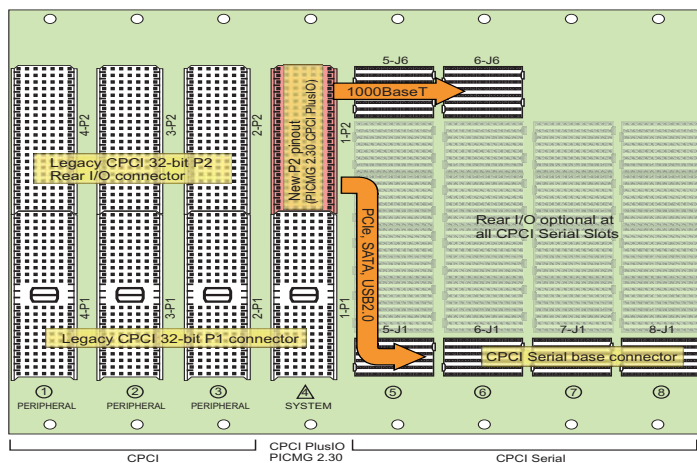 5-J6
6-J6
1000BaseT
4-P2
3-P2
2-P2
1-P2
New P2 pinout
(PICMG 2.30 CPCI PlusIO)
Legacy CPCI 32-bit P2
Rear I/O connector
PCIe, SATA, USB2.0
Rear I/O optional at
all CPCI Serial Slots
4-P1
3-P1
2-P1
1-P1
5-J1
6-J1
7-J1
8-J1
Legacy CPCI 32-bit P1 connector
CPCI Serial base connector
1
2
3
4
5
6
7
8
PERIPHERAL
PERIPHERAL
PERIPHERAL
SYSTEM
CPCI
CPCI PlusIO
PICMG 2.30
CPCI Serial